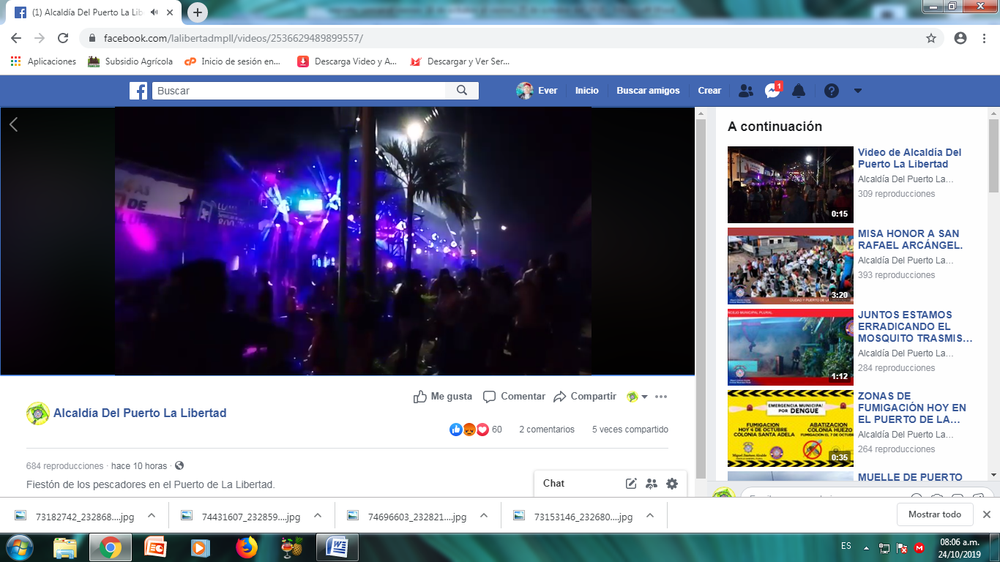 (1) Alcaldía Del Puerto La Lib
facebook.com/lalibertadmpll/videos/2536629489899557/
Aplicaciones
Subsidio Agrícola
Inicio de sesión en...
Descarga Video y A...
Descargar y Ver Ser...
Buscar
Ever
Inicio
Buscar amigos
Crear
1
Me gusta
Comentar
Compartir
Alcaldía Del Puerto La Libertad
60
2 comentarios
5 veces compartido
684 reproducciones · hace 10 horas ·
Fiestón de los pescadores en el Puerto de La Libertad.
Chat
A continuación
Video de Alcaldía Del
Puerto La Libertad
Alcaldía Del Puerto La...
309 reproducciones
0:15
MISA HONOR A SAN
RAFAEL ARCÁNGEL.
Alcaldía Del Puerto La...
393 reproducciones
3:20
JUNTOS ESTAMOS
ERRADICANDO EL
MOSQUITO TRASMIS...
Alcaldía Del Puerto La...
284 reproducciones
1:12
EMERGENCIA MUNICIPAL
POR DENGUE
FUMIGACION
HOY 4 DE OCTUBRE
COLONIA SANTA ADELA
ABATIZACION
COLONIA HUEZO
FUMIGACION EL 7 DE OCTUBRE
0:35
ZONAS DE
FUMIGACIÓN HOY EN
EL PUERTO DE LA...
Alcaldía Del Puerto La...
264 reproducciones
MUELLE DE PUERTO
73182742_232868....jpg
74431607_232859....jpg
74696603_232821....jpg
73153146_232680....jpg
Mostrar todo
ES
08:06 a.m.
24/10/2019